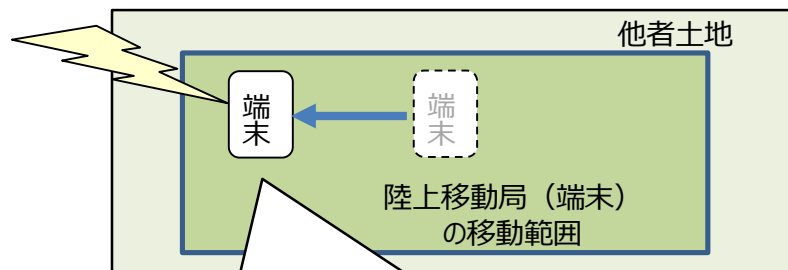 他者土地
端末
端末
陸上移動局（端末）
の移動範囲